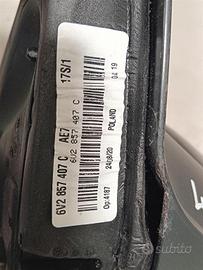 17S/1
04 19
AE7
6V2 857 407 C
6V2 857 407 C
POLAND
24/8/20
Op:4187
subito